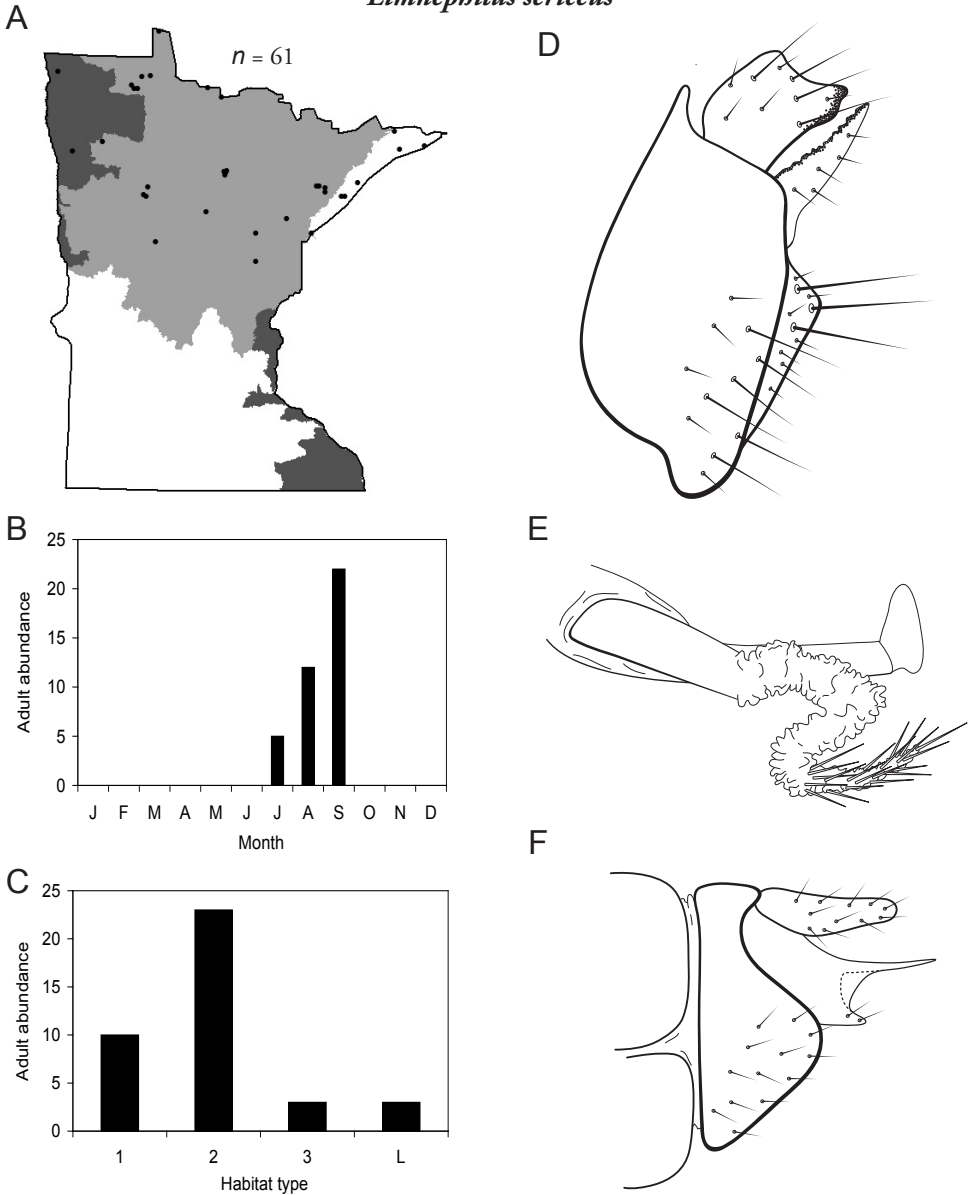 Limnephilus sericeus
A
n = 61
D
B
25
20
15
10
5
0
Adult abundance
J F M A M J J A S O N D
Month
E
C
25
20
15
10
5
0
Adult abundance
1 2 3 L
Habitat type
F